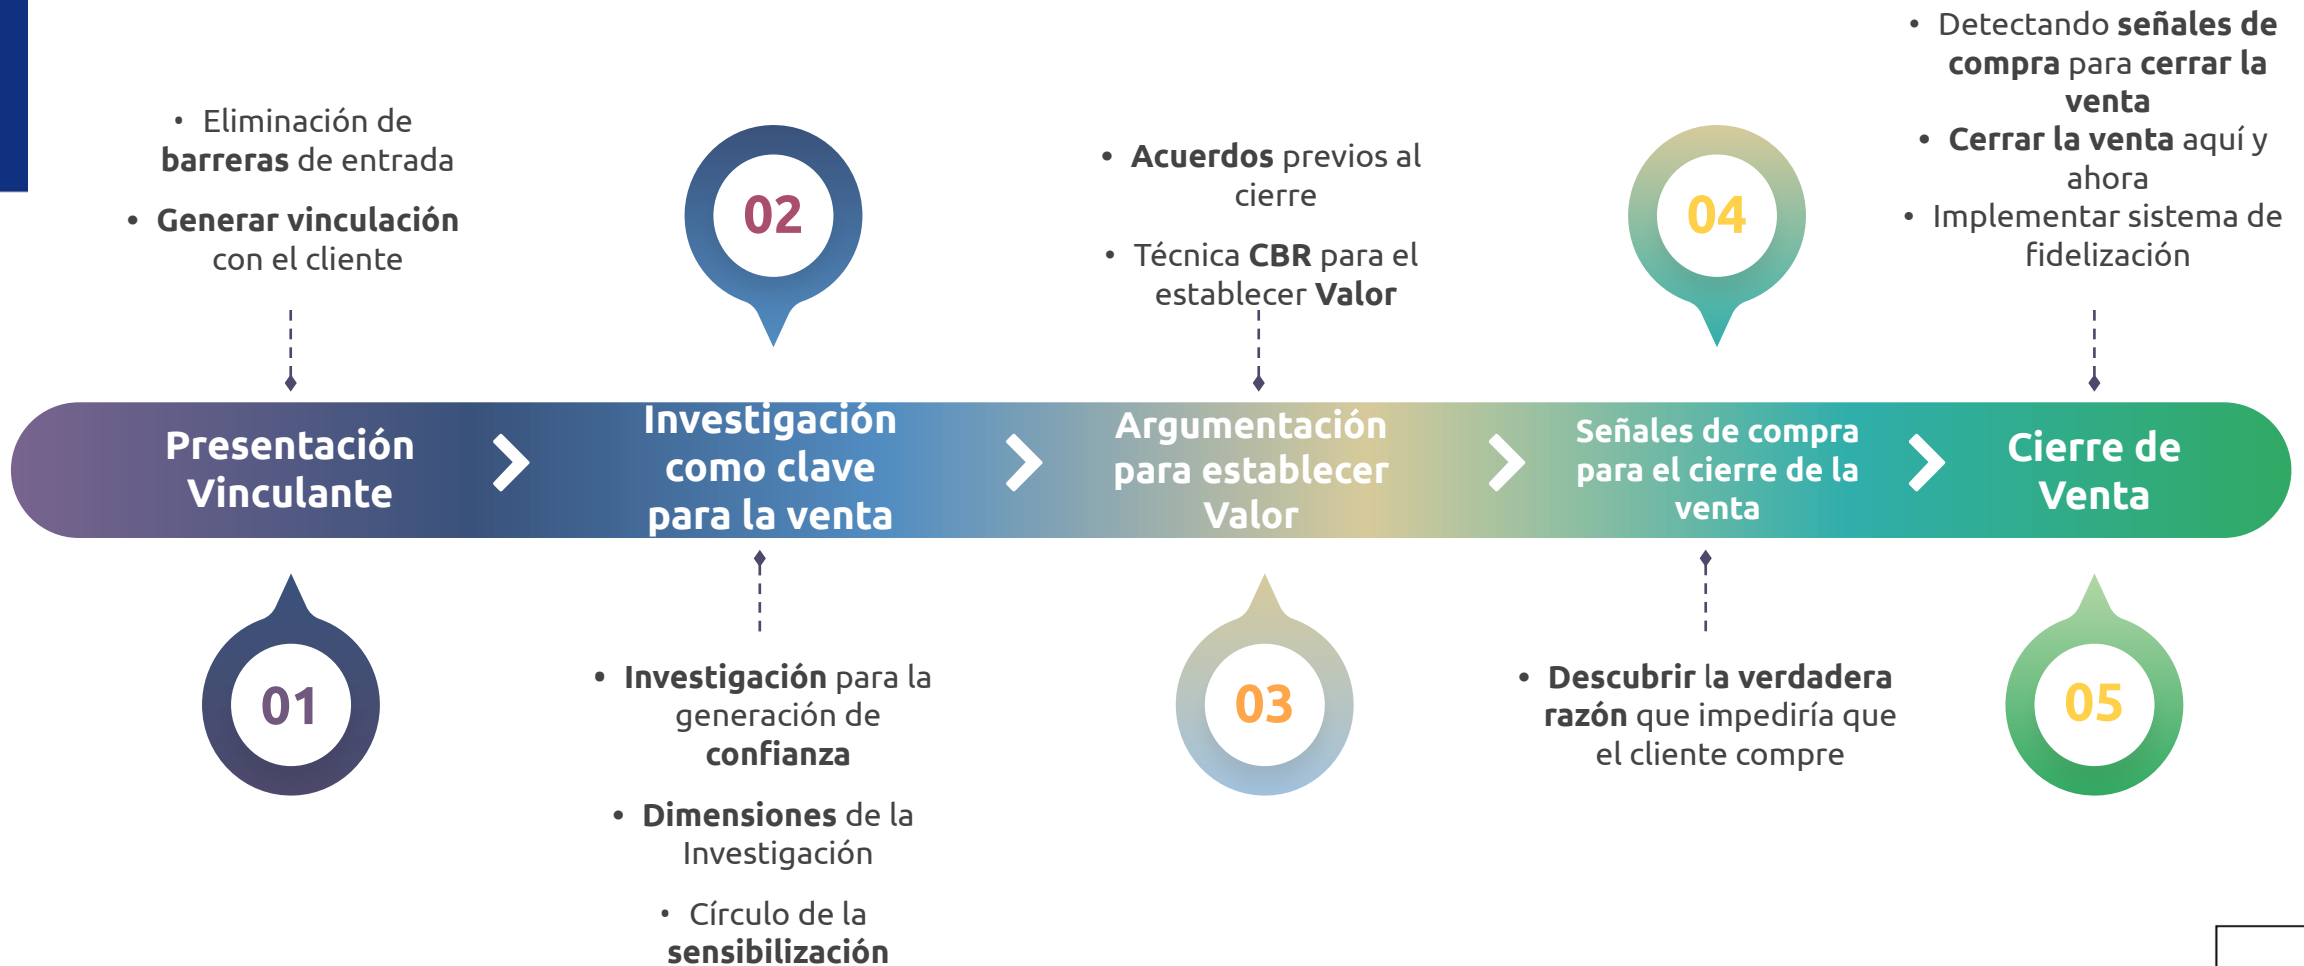 • Eliminación de
barreras de entrada
• Generar vinculación
con el cliente
02
• Acuerdos previos al
cierre
• Técnica CBR para el
establecer Valor
04
• Detectando señales de
compra para cerrar la
venta
• Cerrar la venta aquí y
ahora
• Implementar sistema de
fidelización
Presentación
Vinculante
Investigación
como clave
para la venta
Argumentación
para establecer
Valor
Señales de compra
para el cierre de la
venta
Cierre de
Venta
01
• Investigación para la
generación de
confianza
• Dimensiones de la
Investigación
• Círculo de la
sensibilización
03
• Descubrir la verdadera
razón que impediría que
el cliente compre
05